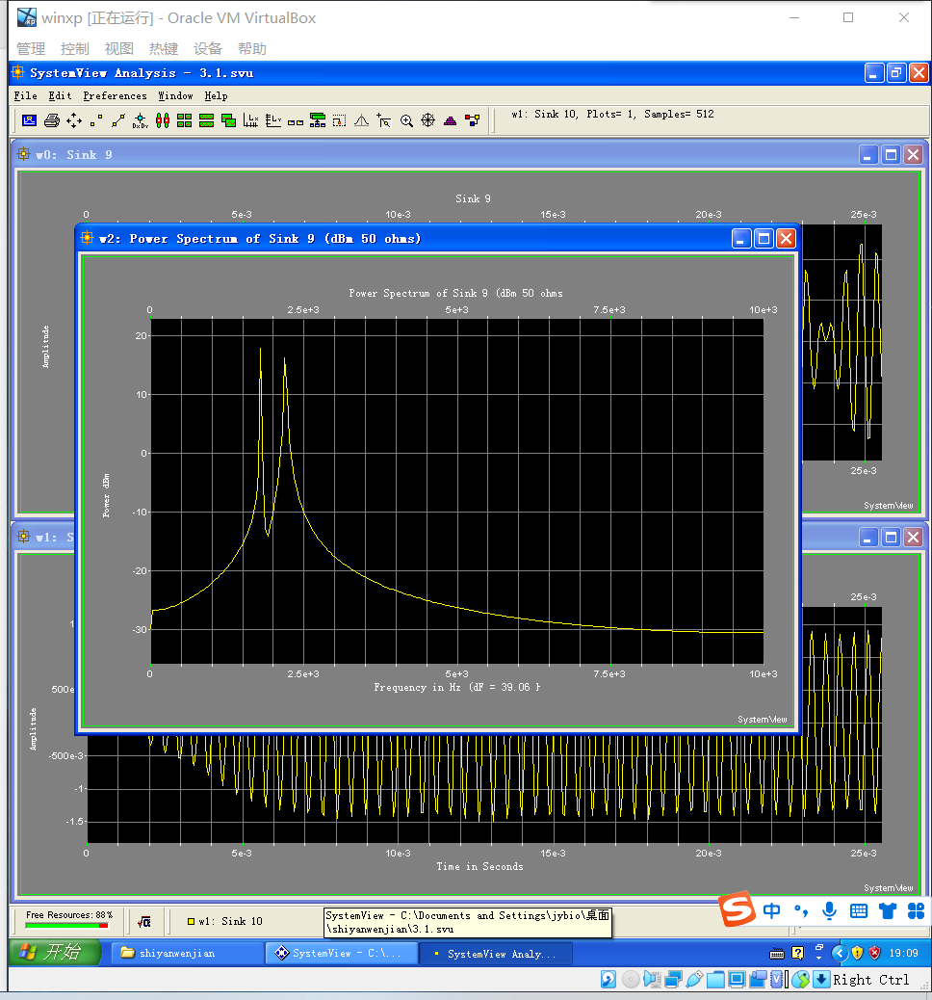 winxp [正在运行] - Oracle VM VirtualBox
管理 控制 视图 热键 设备 帮助
SystemView Analysis - 3.1.svu
File Edit Preferences Window Help
w1: Sink 10, Plots= 1, Samples= 512
w0: Sink 9
Sink 9
0 5e-3 10e-3 15e-3 20e-3 25e-3
w2: Power Spectrum of Sink 9 (dBm 50 ohms)
Power Spectrum of Sink 9 (dBm 50 ohms
0 2.5e+3 5e+3 7.5e+3 10e+3
20
10
0
-10
-20
-30
Power dBm
0 2.5e+3 5e+3 7.5e+3 10e+3
Frequency in Hz (dF = 39.06 )
SystemView
Amplitude
25e-3
SystemView
w1: S
25e-3
1
500e
-500e-3
-1
-1.5
Amplitude
0 5e-3 10e-3 15e-3 20e-3 25e-3
Time in Seconds
SystemView
Free Resources: 88%
w1: Sink 10
SystemView - C:\Documents and Settings\jybio\桌面
\shiyanwenjian\3.1.svu
S 中
开始 shiyanwenjian SystemView - C:\... SystemView Analy... 19:09
Right Ctrl